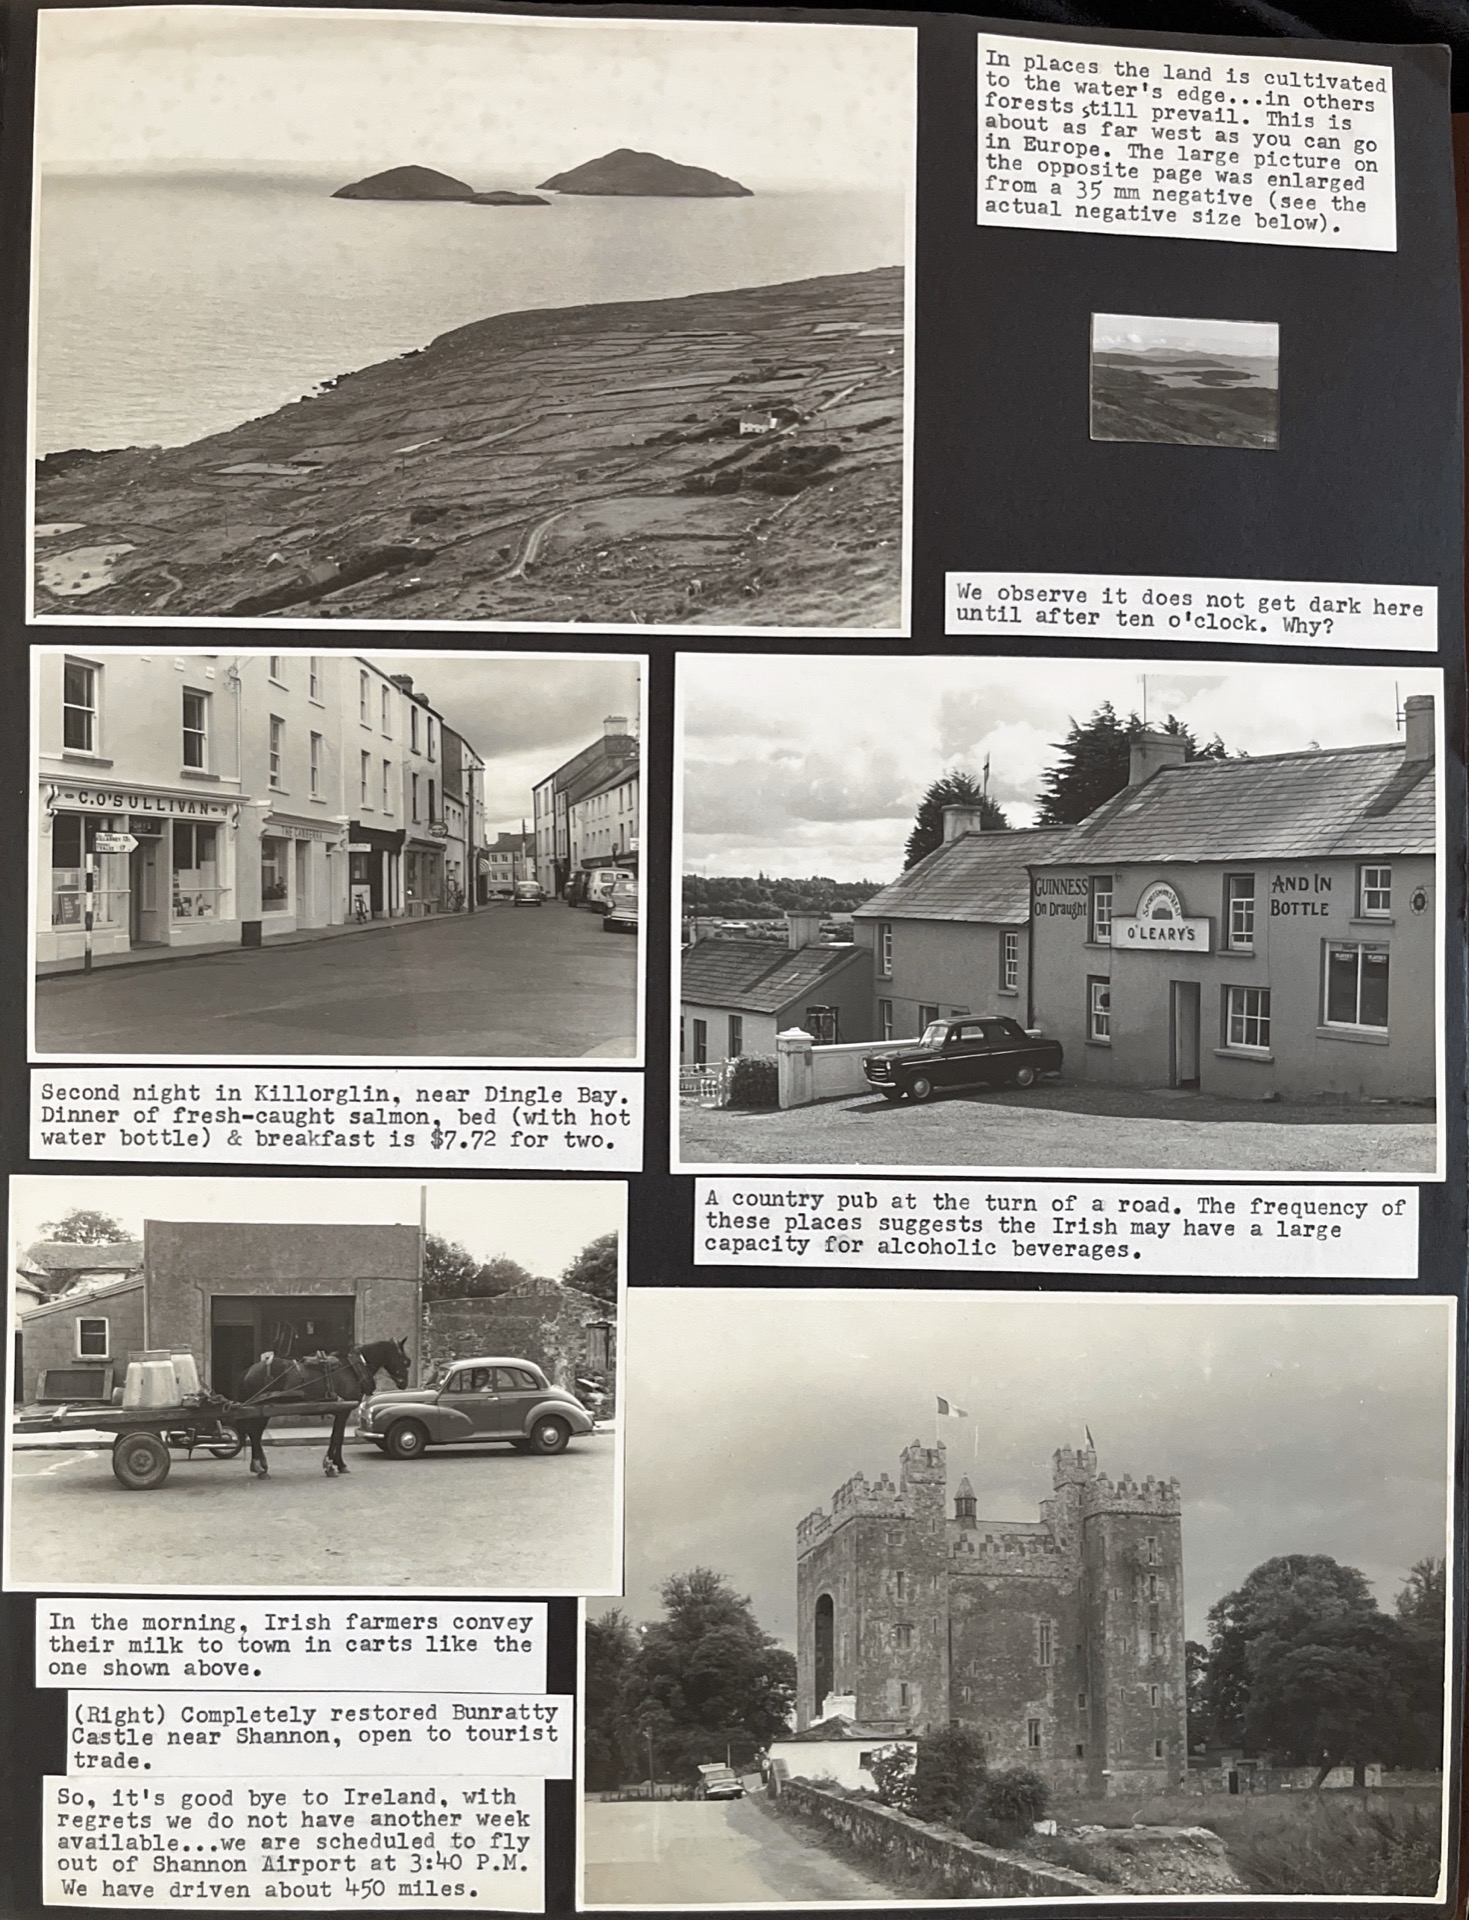 In places the land is cultivated
to the water's edge...in others
forests still prevail. This is
about as far west as you can go
in Europe. The large picture on
the opposite page was enlarged
from a 35 mm negative (see the
actual negative size below).
We observe it does not get dark here
until after ten o'clock. Why?
-C.O'SULLIVAN-
GUINNESS
On Draught
O'LEARY'S
AND IN
BOTTLE
Second night in Killorglin, near Dingle Bay.
Dinner of fresh-caught salmon, bed (with hot
water bottle) & breakfast is $7.72 for two.
A country pub at the turn of a road. The frequency of
these places suggests the Irish may have a large
capacity for alcoholic beverages.
In the morning, Irish farmers convey
their milk to town in carts like the
one shown above.
(Right) Completely restored Bunratty
Castle near Shannon, open to tourist
trade.
So, it's good bye to Ireland, with
regrets we do not have another week
available...we are scheduled to fly
out of Shannon Airport at 3:40 P.M.
We have driven about 450 miles.